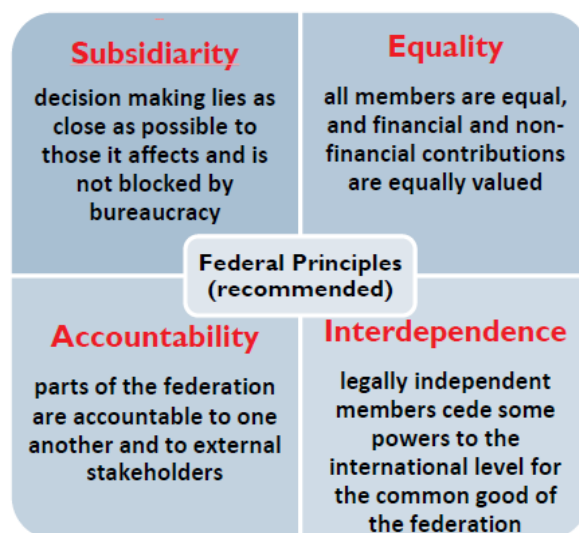 Subsidiarity
decision making lies as
close as possible to
those it affects and is
not blocked by
bureaucracy
Equality
all members are equal,
and financial and non-
financial contributions
are equally valued
Federal Principles
(recommended)
Accountability
parts of the federation
are accountable to one
another and to external
stakeholders
Interdependence
legally independent
members cede some
powers to the
international level for
the common good of
the federation